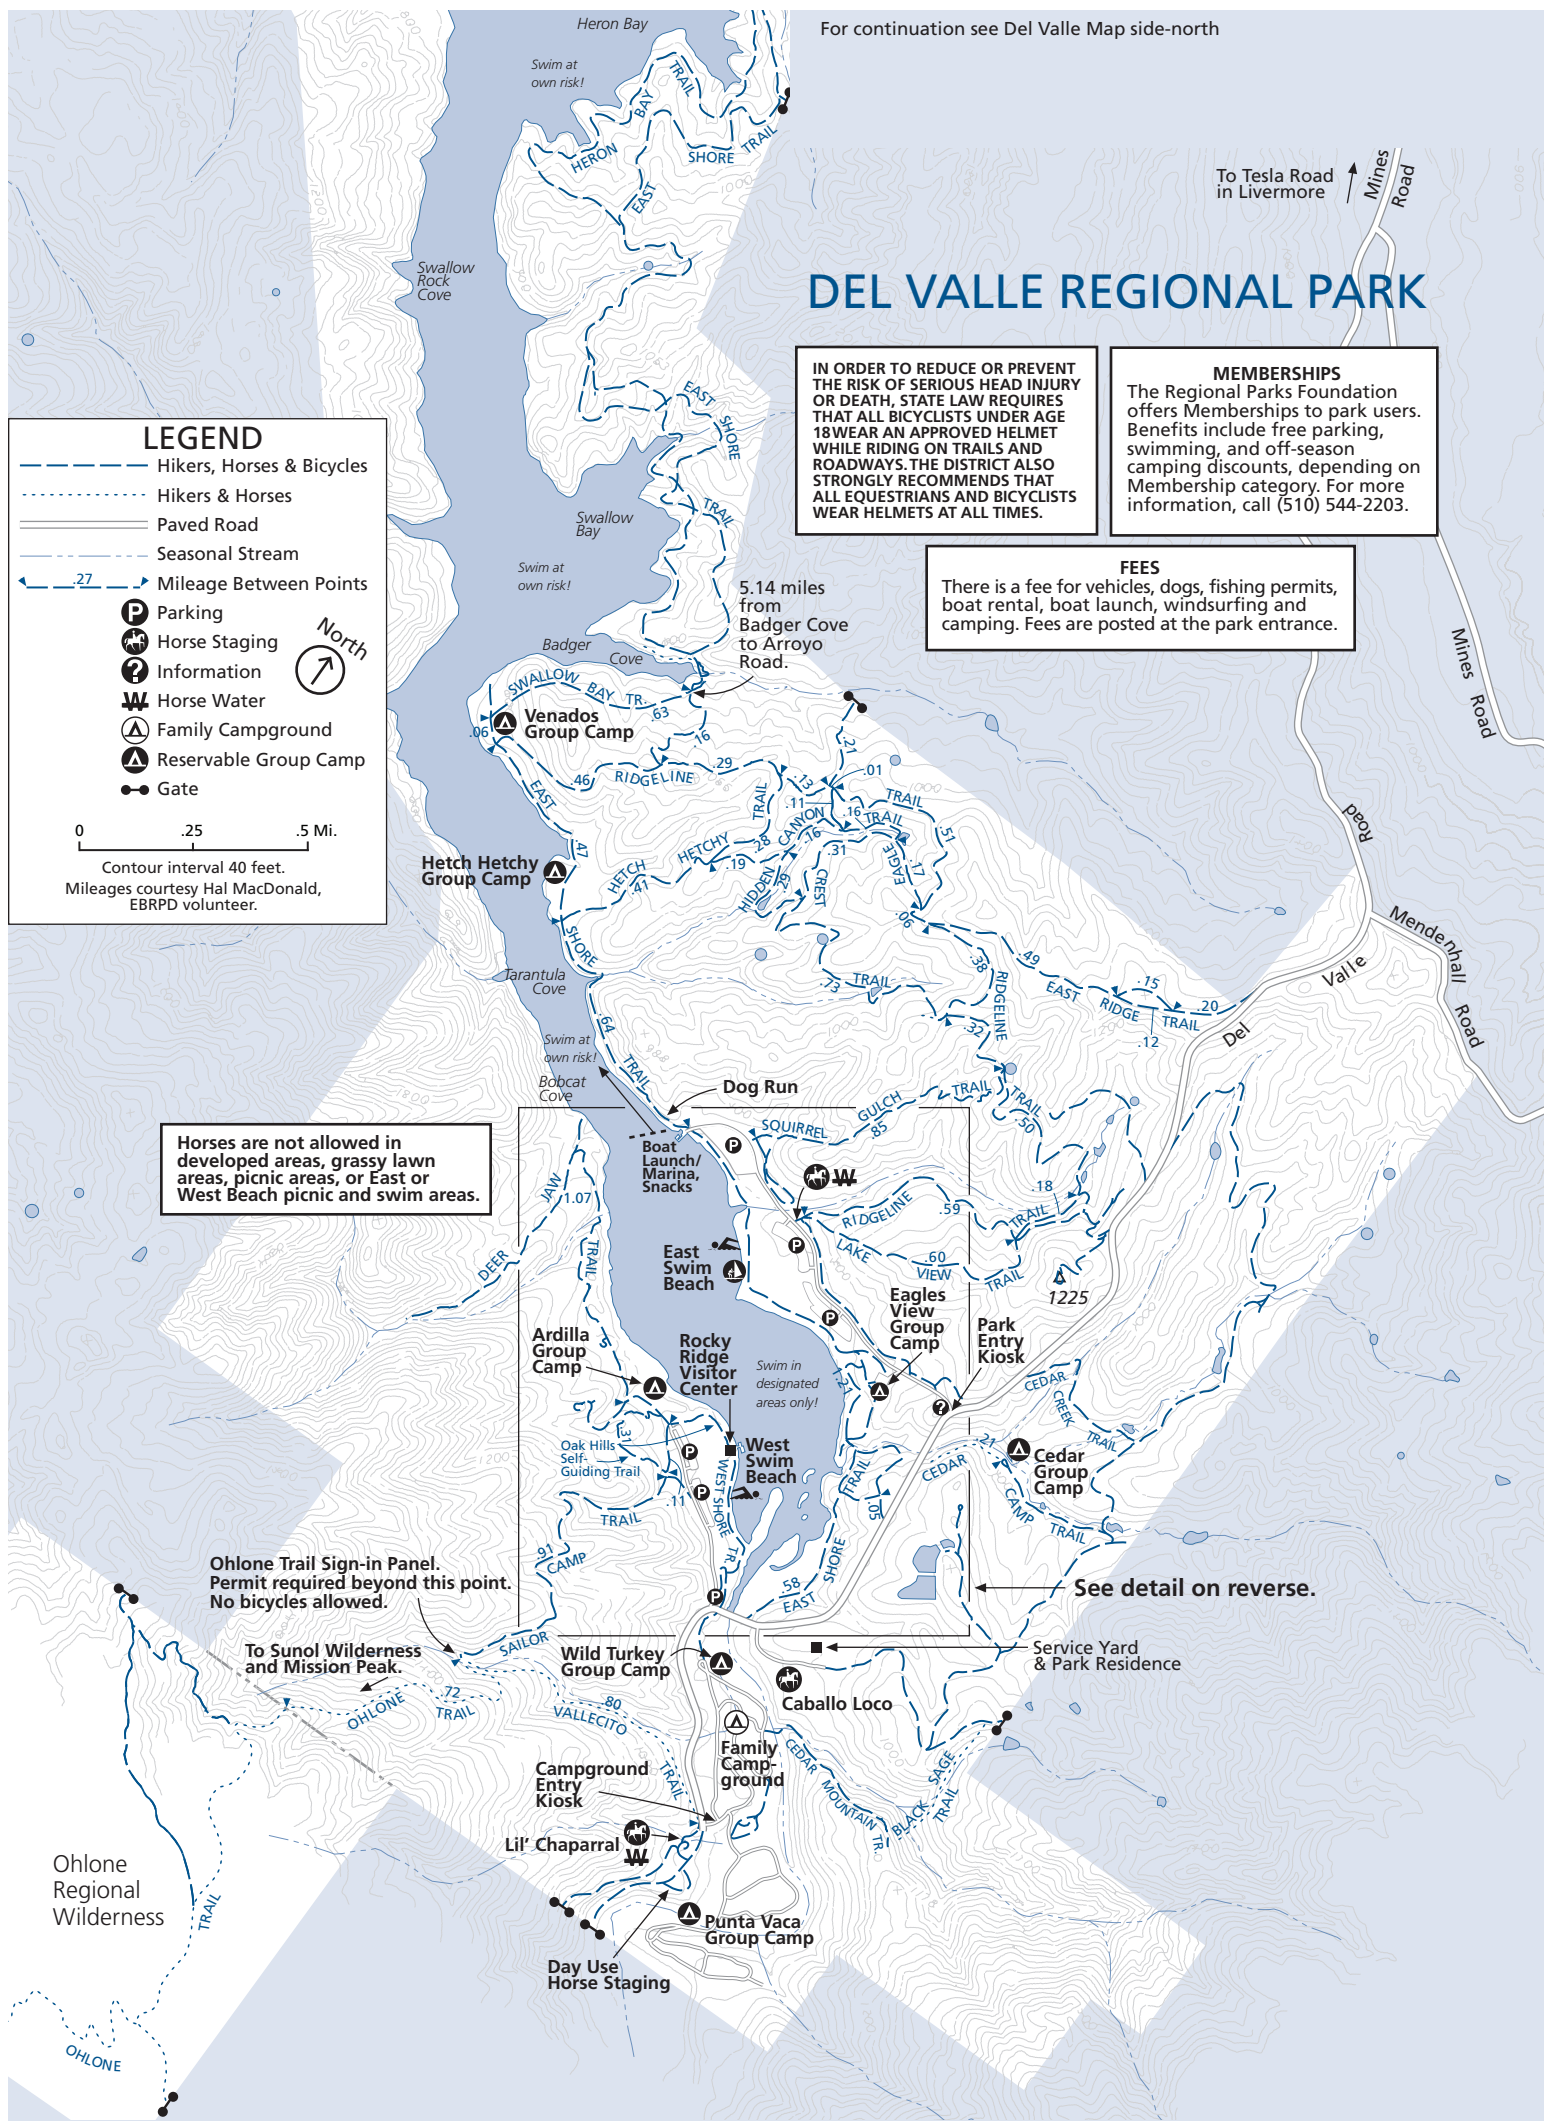 Heron Bay
For continuation see Del Valle Map side-north
Swim at
own risk!
HERON BAY TRAIL
EAST SHORE TRAIL
1000
1200
To Tesla Road
in Livermore
Mines
Road
Swallow
Rock
Cove
DEL VALLE REGIONAL PARK
IN ORDER TO REDUCE OR PREVENT
THE RISK OF SERIOUS HEAD INJURY
OR DEATH, STATE LAW REQUIRES
THAT ALL BICYCLISTS UNDER AGE
18 WEAR AN APPROVED HELMET
WHILE RIDING ON TRAILS AND
ROADWAYS. THE DISTRICT ALSO
STRONGLY RECOMMENDS THAT
ALL EQUESTRIANS AND BICYCLISTS
WEAR HELMETS AT ALL TIMES.
MEMBERSHIPS
The Regional Parks Foundation
offers Memberships to park users.
Benefits include free parking,
swimming, and off-season
camping discounts, depending on
Membership category. For more
information, call (510) 544-2203.
FEES
There is a fee for vehicles, dogs, fishing permits,
boat rental, boat launch, windsurfing and
camping. Fees are posted at the park entrance.
LEGEND
Hikers, Horses & Bicycles
Hikers & Horses
Paved Road
Seasonal Stream
.27 Mileage Between Points
P Parking
Horse Staging
? Information
W Horse Water
Family Campground
Reservable Group Camp
Gate
North
0 .25 .5 Mi.
Contour interval 40 feet.
Mileages courtesy Hal MacDonald,
EBRPD volunteer.
EAST SHORE TRAIL
Swallow
Bay
Swim at
own risk!
5.14 miles
from
Badger Cove
to Arroyo
Road.
Badger
Cove
Mines Road
SWALLOW BAY TR.
.63
Venados
Group Camp
.06
.16
.21
.46
RIDGELINE
.29
.13
.01
TRAIL
.11
.16
TRAIL
.51
EAST
.47
TRAIL
HETCH HETCHY
.28
CANYON
.16
.31
.19
.41
HIDDEN
.29
CREST
EAGLE
.17
Hetch Hetchy
Group Camp
.06
SHORE
Tarantula
Cove
.73
TRAIL
.38
RIDGELINE
.49
EAST RIDGE TRAIL
.15
.20
.12
Del Valle Road
Mendenhall Road
.64
TRAIL
.32
1000
1200
Swim at
own risk!
Bobcat
Cove
Dog Run
SQUIRREL GULCH TRAIL
.85
TRAIL
.50
Boat
Launch/
Marina,
Snacks
P
W
Horses are not allowed in
developed areas, grassy lawn
areas, picnic areas, or East or
West Beach picnic and swim areas.
DEER JAW TRAIL
1.07
RIDGELINE
.59
TRAIL
.18
P
LAKE VIEW TRAIL
.60
1225
East
Swim
Beach
P
Eagles
View
Group
Camp
Park
Entry
Kiosk
Ardilla
Group
Camp
Rocky
Ridge
Visitor
Center
Swim in
designated
areas only!
1.21
?
CEDAR CREEK TRAIL
.31
Oak Hills
Self-
Guiding Trail
P
West
Swim
Beach
.21
Cedar
Group
Camp
CEDAR CAMP TRAIL
.11
P
WEST SHORE TR.
TRAIL
.05
SAILOR CAMP TRAIL
.91
EAST SHORE
.58
P
See detail on reverse.
Ohlone Trail Sign-in Panel.
Permit required beyond this point.
No bicycles allowed.
To Sunol Wilderness
and Mission Peak.
Wild Turkey
Group Camp
Service Yard
& Park Residence
Caballo Loco
.72
OHLONE TRAIL
.80
VALLECITO TRAIL
Family
Camp-
ground
CEDAR MOUNTAIN TR.
BLACK SAGE TRAIL
Campground
Entry
Kiosk
Lil’ Chaparral
W
Ohlone
Regional
Wilderness
TRAIL
Punta Vaca
Group Camp
Day Use
Horse Staging
OHLONE